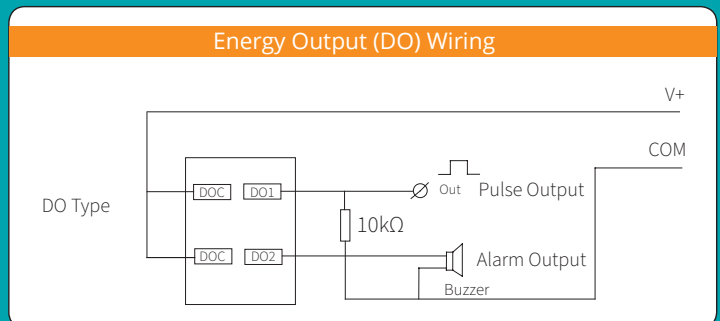 Energy Output (DO) Wiring
V+
COM
DO Type
DOC DO1
Out Pulse Output
10kΩ
DOC DO2
Alarm Output
Buzzer